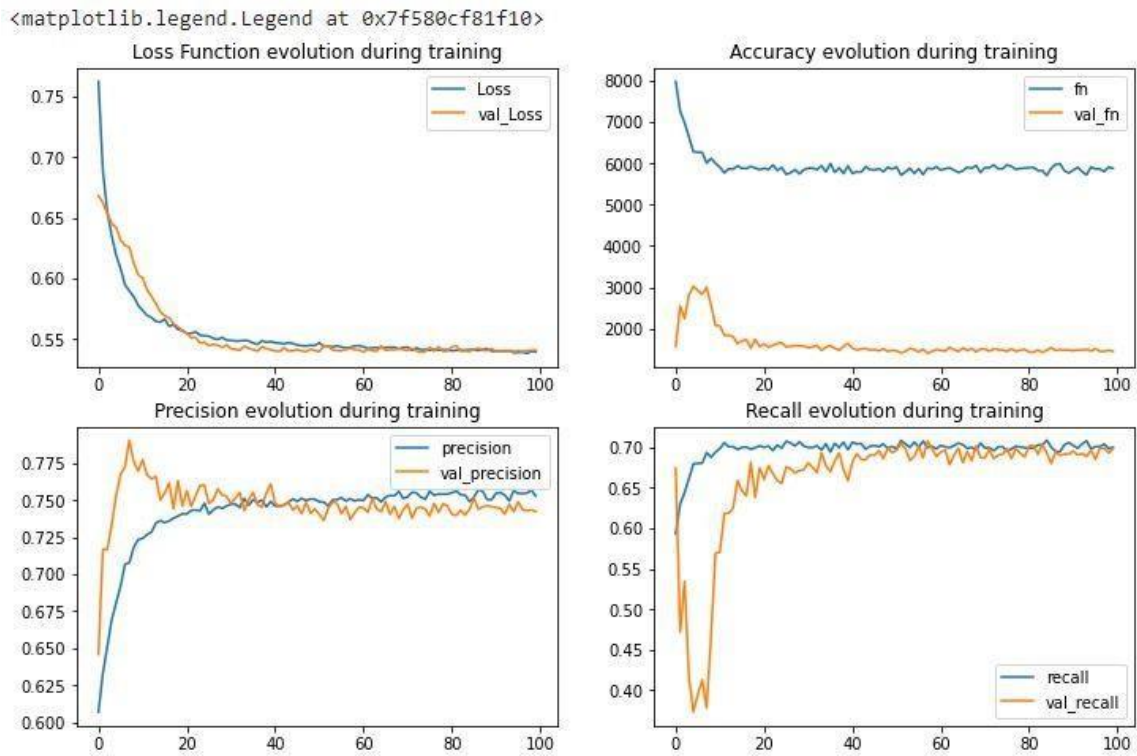 <matplotlib.legend.Legend at 0x7f580cf81f10>
Loss Function evolution during training
0.75
0.70
0.65
0.60
0.55
Loss
val_Loss
0 20 40 60 80 100
Accuracy evolution during training
8000
7000
6000
5000
4000
3000
2000
fn
val_fn
0 20 40 60 80 100
Precision evolution during training
0.775
0.750
0.725
0.700
0.675
0.650
0.625
0.600
precision
val_precision
0 20 40 60 80 100
Recall evolution during training
0.70
0.65
0.60
0.55
0.50
0.45
0.40
recall
val_recall
0 20 40 60 80 100